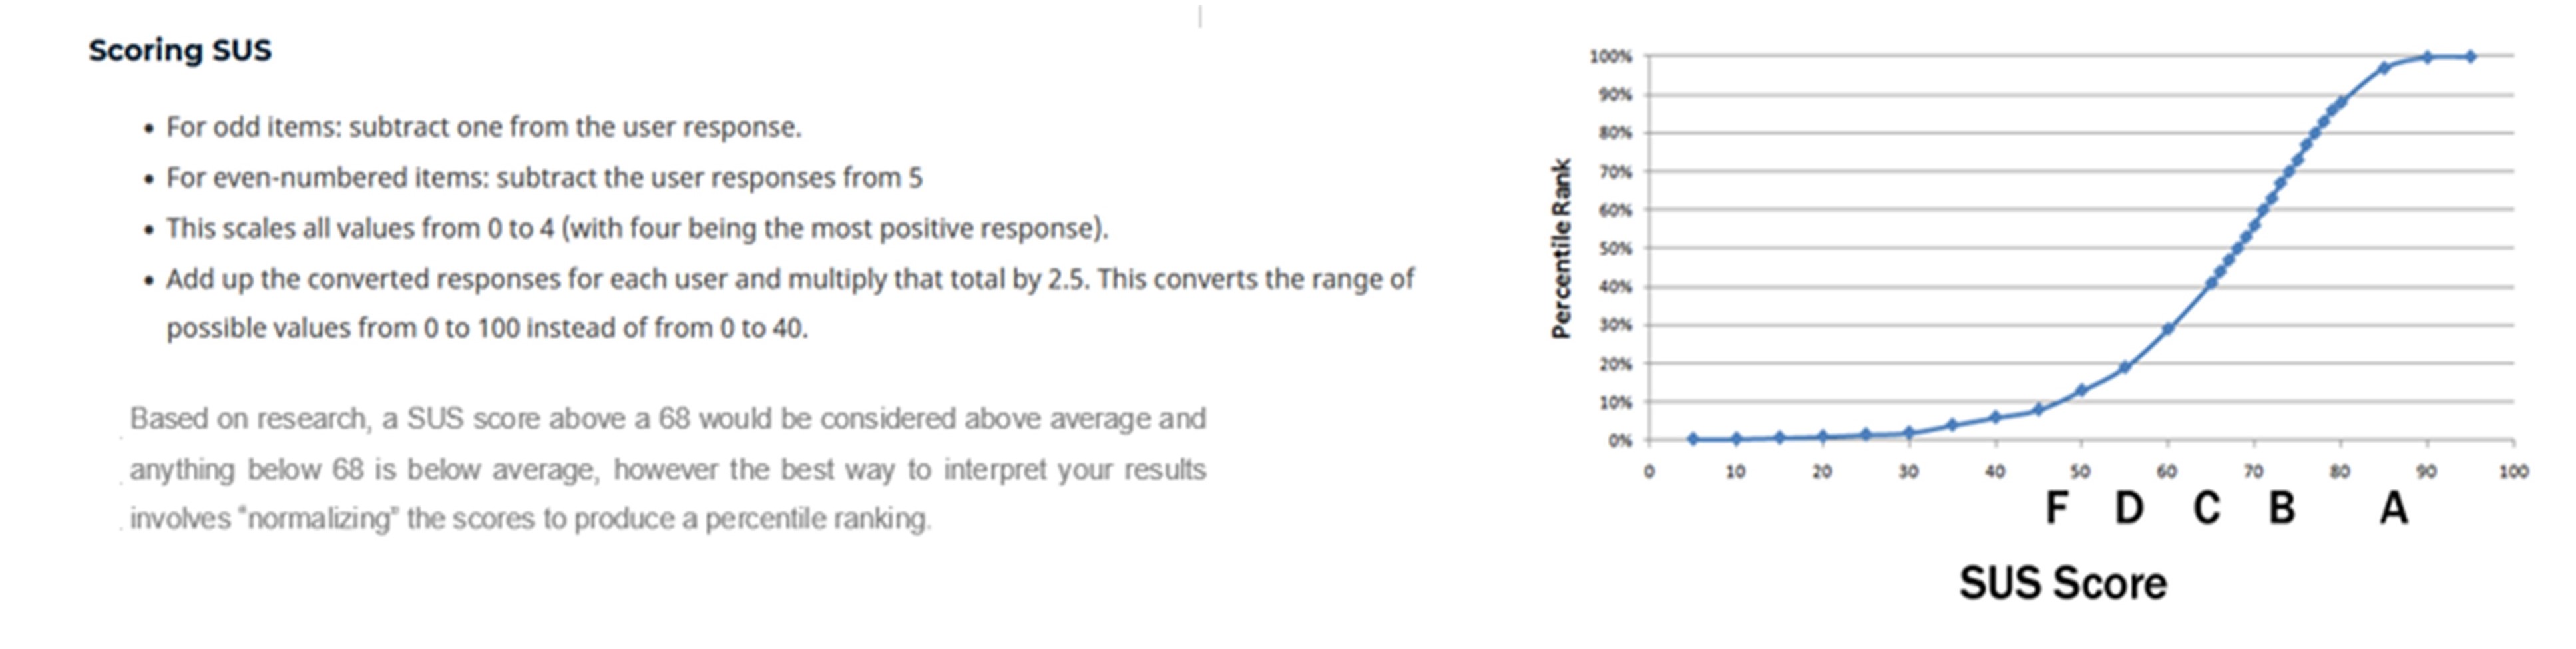 Scoring SUS
• For odd items: subtract one from the user response.
• For even-numbered items: subtract the user responses from 5
• This scales all values from 0 to 4 (with four being the most positive response).
• Add up the converted responses for each user and multiply that total by 2.5. This converts the range of
possible values from 0 to 100 instead of from 0 to 40.
Based on research, a SUS score above a 68 would be considered above average and
anything below 68 is below average, however the best way to interpret your results
involves “normalizing” the scores to produce a percentile ranking.
Percentile Rank
100%
90%
80%
70%
60%
50%
40%
30%
20%
10%
0%
0 10 20 30 40 50 60 70 80 90 100
F D C B A
SUS Score